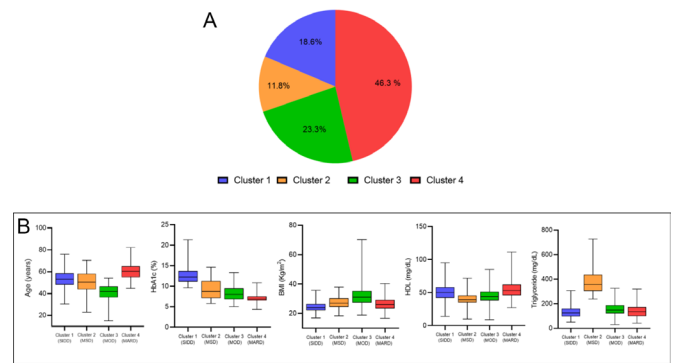 A
18.6%
46.3 %
11.8%
23.3%
Cluster 1 Cluster 2 Cluster 3 Cluster 4
B
Age (years)
100
80
60
40
20
Cluster 1 Cluster 2 Cluster 3 Cluster 4
(SIDD) (MSD) (MOD) (MARD)
HbA1c (%)
25
20
15
10
5
0
Cluster 1 Cluster 2 Cluster 3 Cluster 4
(SIDD) (MSD) (MOD) (MARD)
BMI (Kg/m²)
80
60
40
20
Cluster 1 Cluster 2 Cluster 3 Cluster 4
(SIDD) (MSD) (MOD) (MARD)
HDL (mg/dL)
150
100
50
0
Cluster 1 Cluster 2 Cluster 3 Cluster 4
(SIDD) (MSD) (MOD) (MARD)
Triglyceride (mg/dL)
800
600
400
200
0
Cluster 1 Cluster 2 Cluster 3 Cluster 4
(SIDD) (MSD) (MOD) (MARD)